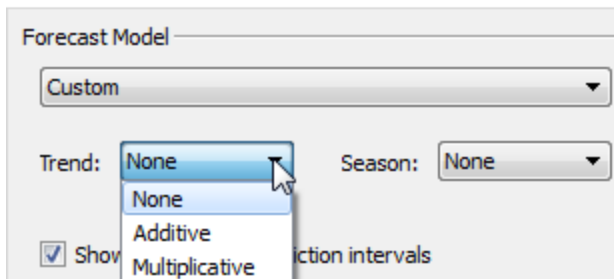 Forecast Model
Custom
Trend: None Season: None
None
Additive
Show iction intervals
Multiplicative